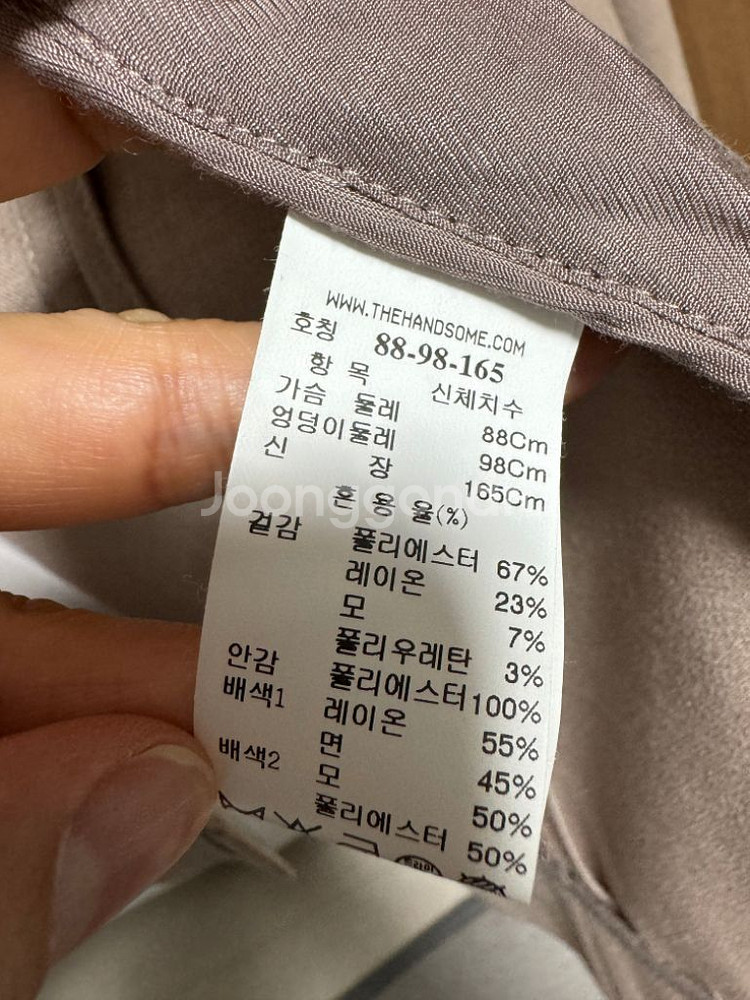 WWW.THEHANDSOME.COM
호칭 88-98-165
항 목 신체치수
가슴 둘레 88Cm
엉덩이둘레 98Cm
신 장 165Cm
혼 용 율(%)
겉감 폴리에스터 67%
레이온 23%
모 7%
폴리우레탄 3%
안감 폴리에스터 100%
배색1 레이온 55%
면 45%
배색2 모 50%
폴리에스터 50%
드라이